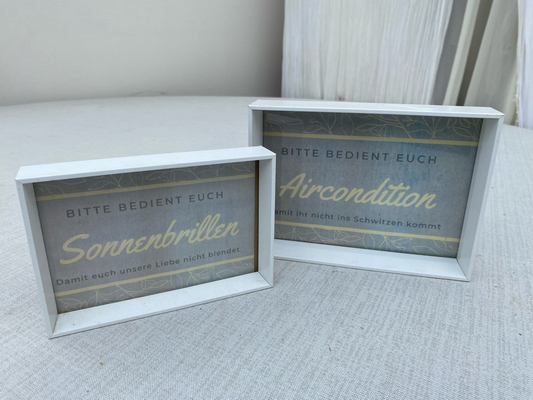 BITTE BEDIENT EUCH
Sonnenbrillen
Damit euch unsere Liebe nicht blendet
BITTE BEDIENT EUCH
Aircondition
damit ihr nicht ins Schwitzen kommt